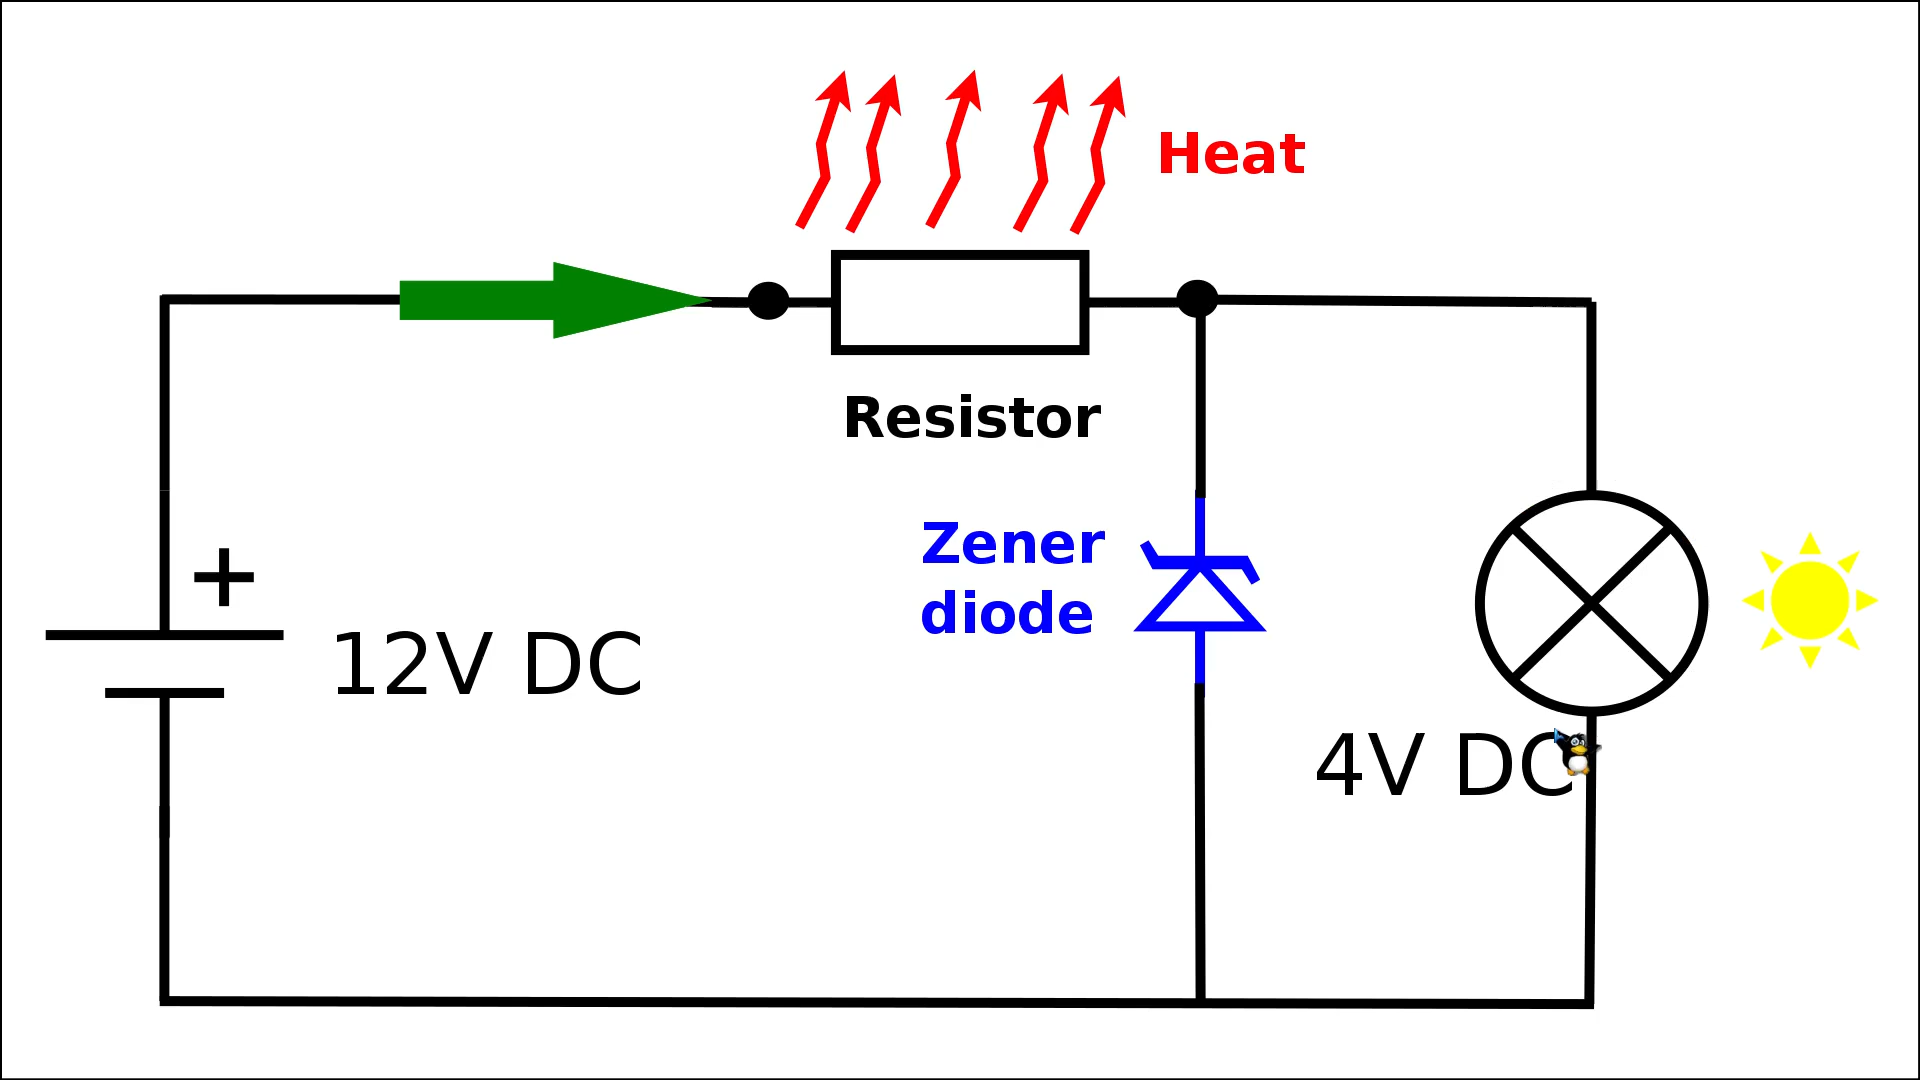 Heat
Resistor
Zener
diode
+
12V DC
4V DC